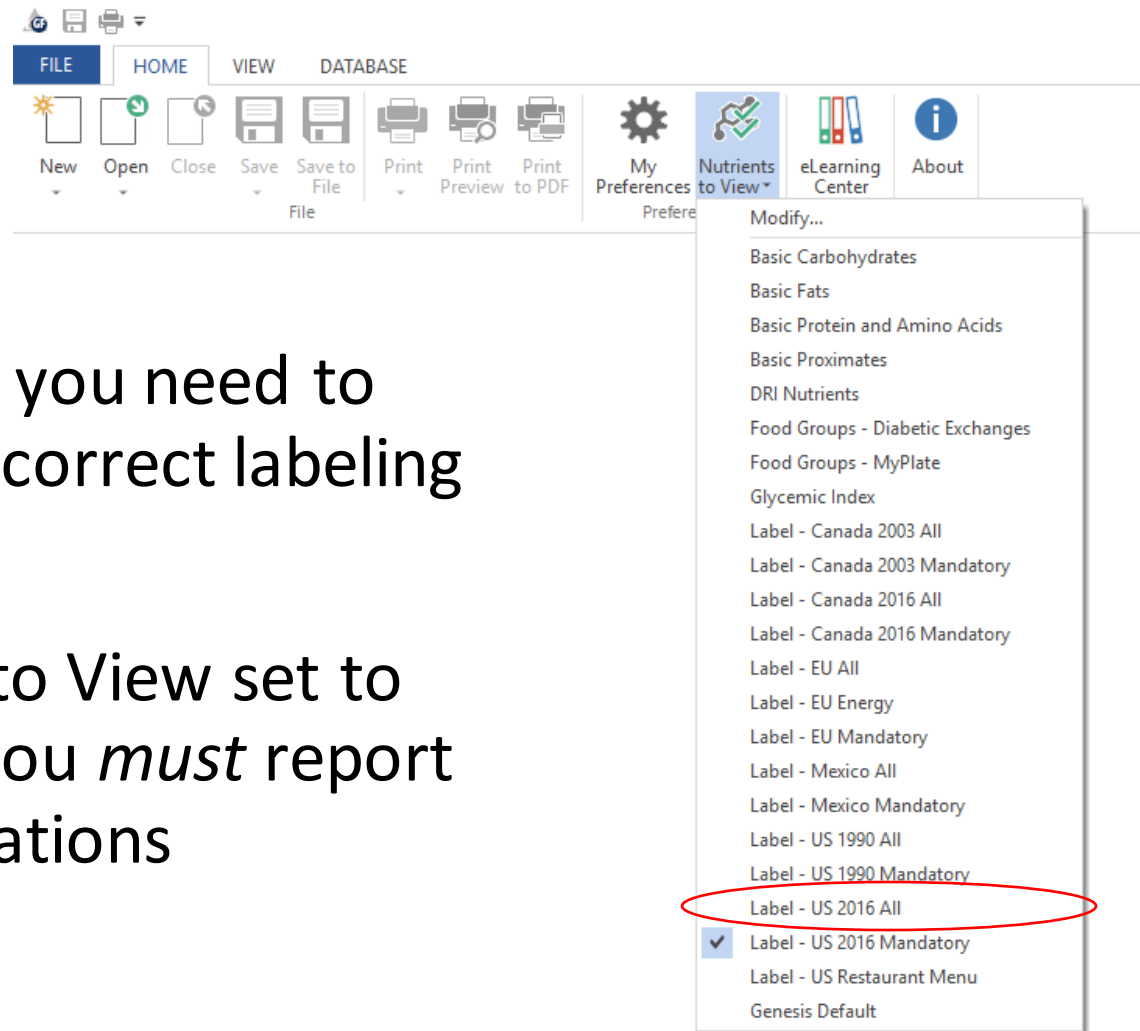 GF
FILE HOME VIEW DATABASE
New Open Close Save Save to File Print Print Preview Print to PDF My Preferences Nutrients to View eLearning Center About
File Prefere
Modify...
Basic Carbohydrates
Basic Fats
Basic Protein and Amino Acids
Basic Proximates
DRI Nutrients
Food Groups - Diabetic Exchanges
Food Groups - MyPlate
Glycemic Index
Label - Canada 2003 All
Label - Canada 2003 Mandatory
Label - Canada 2016 All
Label - Canada 2016 Mandatory
Label - EU All
Label - EU Energy
Label - EU Mandatory
Label - Mexico All
Label - Mexico Mandatory
Label - US 1990 All
Label - US 1990 Mandatory
Label - US 2016 All
Label - US 2016 Mandatory
Label - US Restaurant Menu
Genesis Default
you need to
correct labeling
to View set to
ou must report
ations